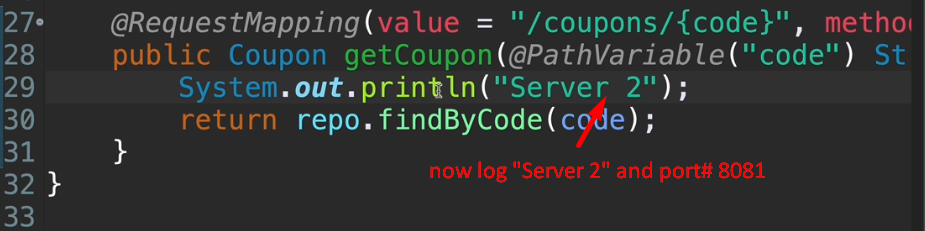 27 @RequestMapping(value = "/coupons/{code}", method
28 public Coupon getCoupon(@PathVariable("code") St
29 System.out.println("Server 2");
30 return repo.findByCode(code);
31 }
now log "Server 2" and port# 8081
32 }
33